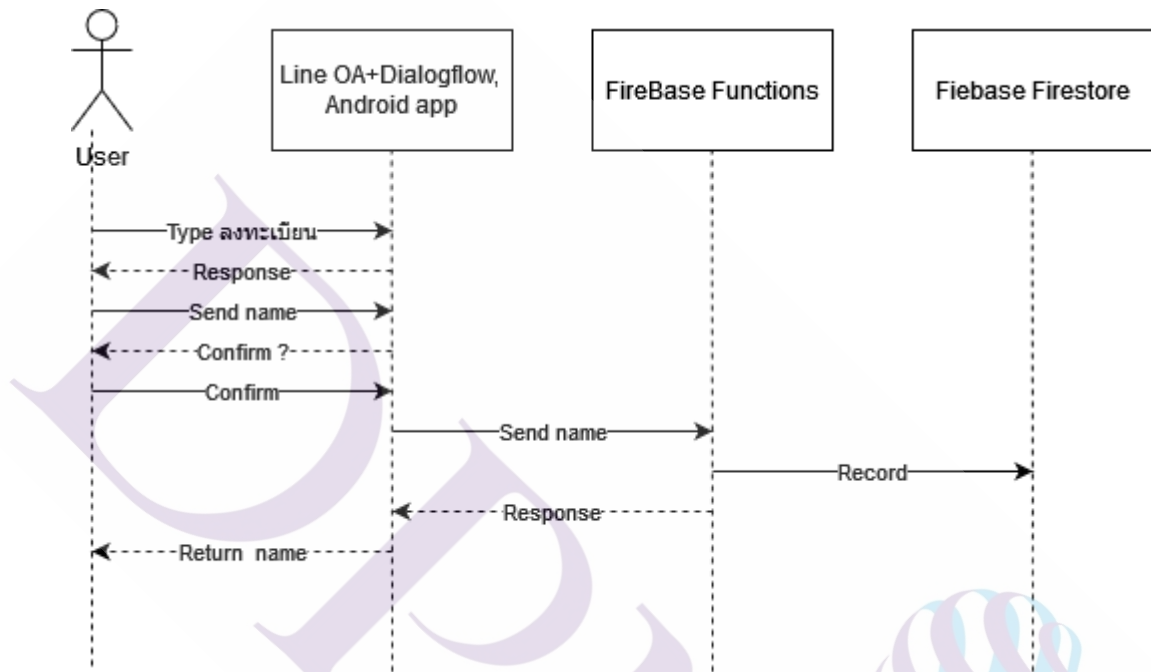 Line OA+Dialogflow,
Android app
FireBase Functions
Fiebase Firestore
User
Type ลงทะเบียน
Response
Send name
Confirm ?
Confirm
Send name
Record
Response
Return name